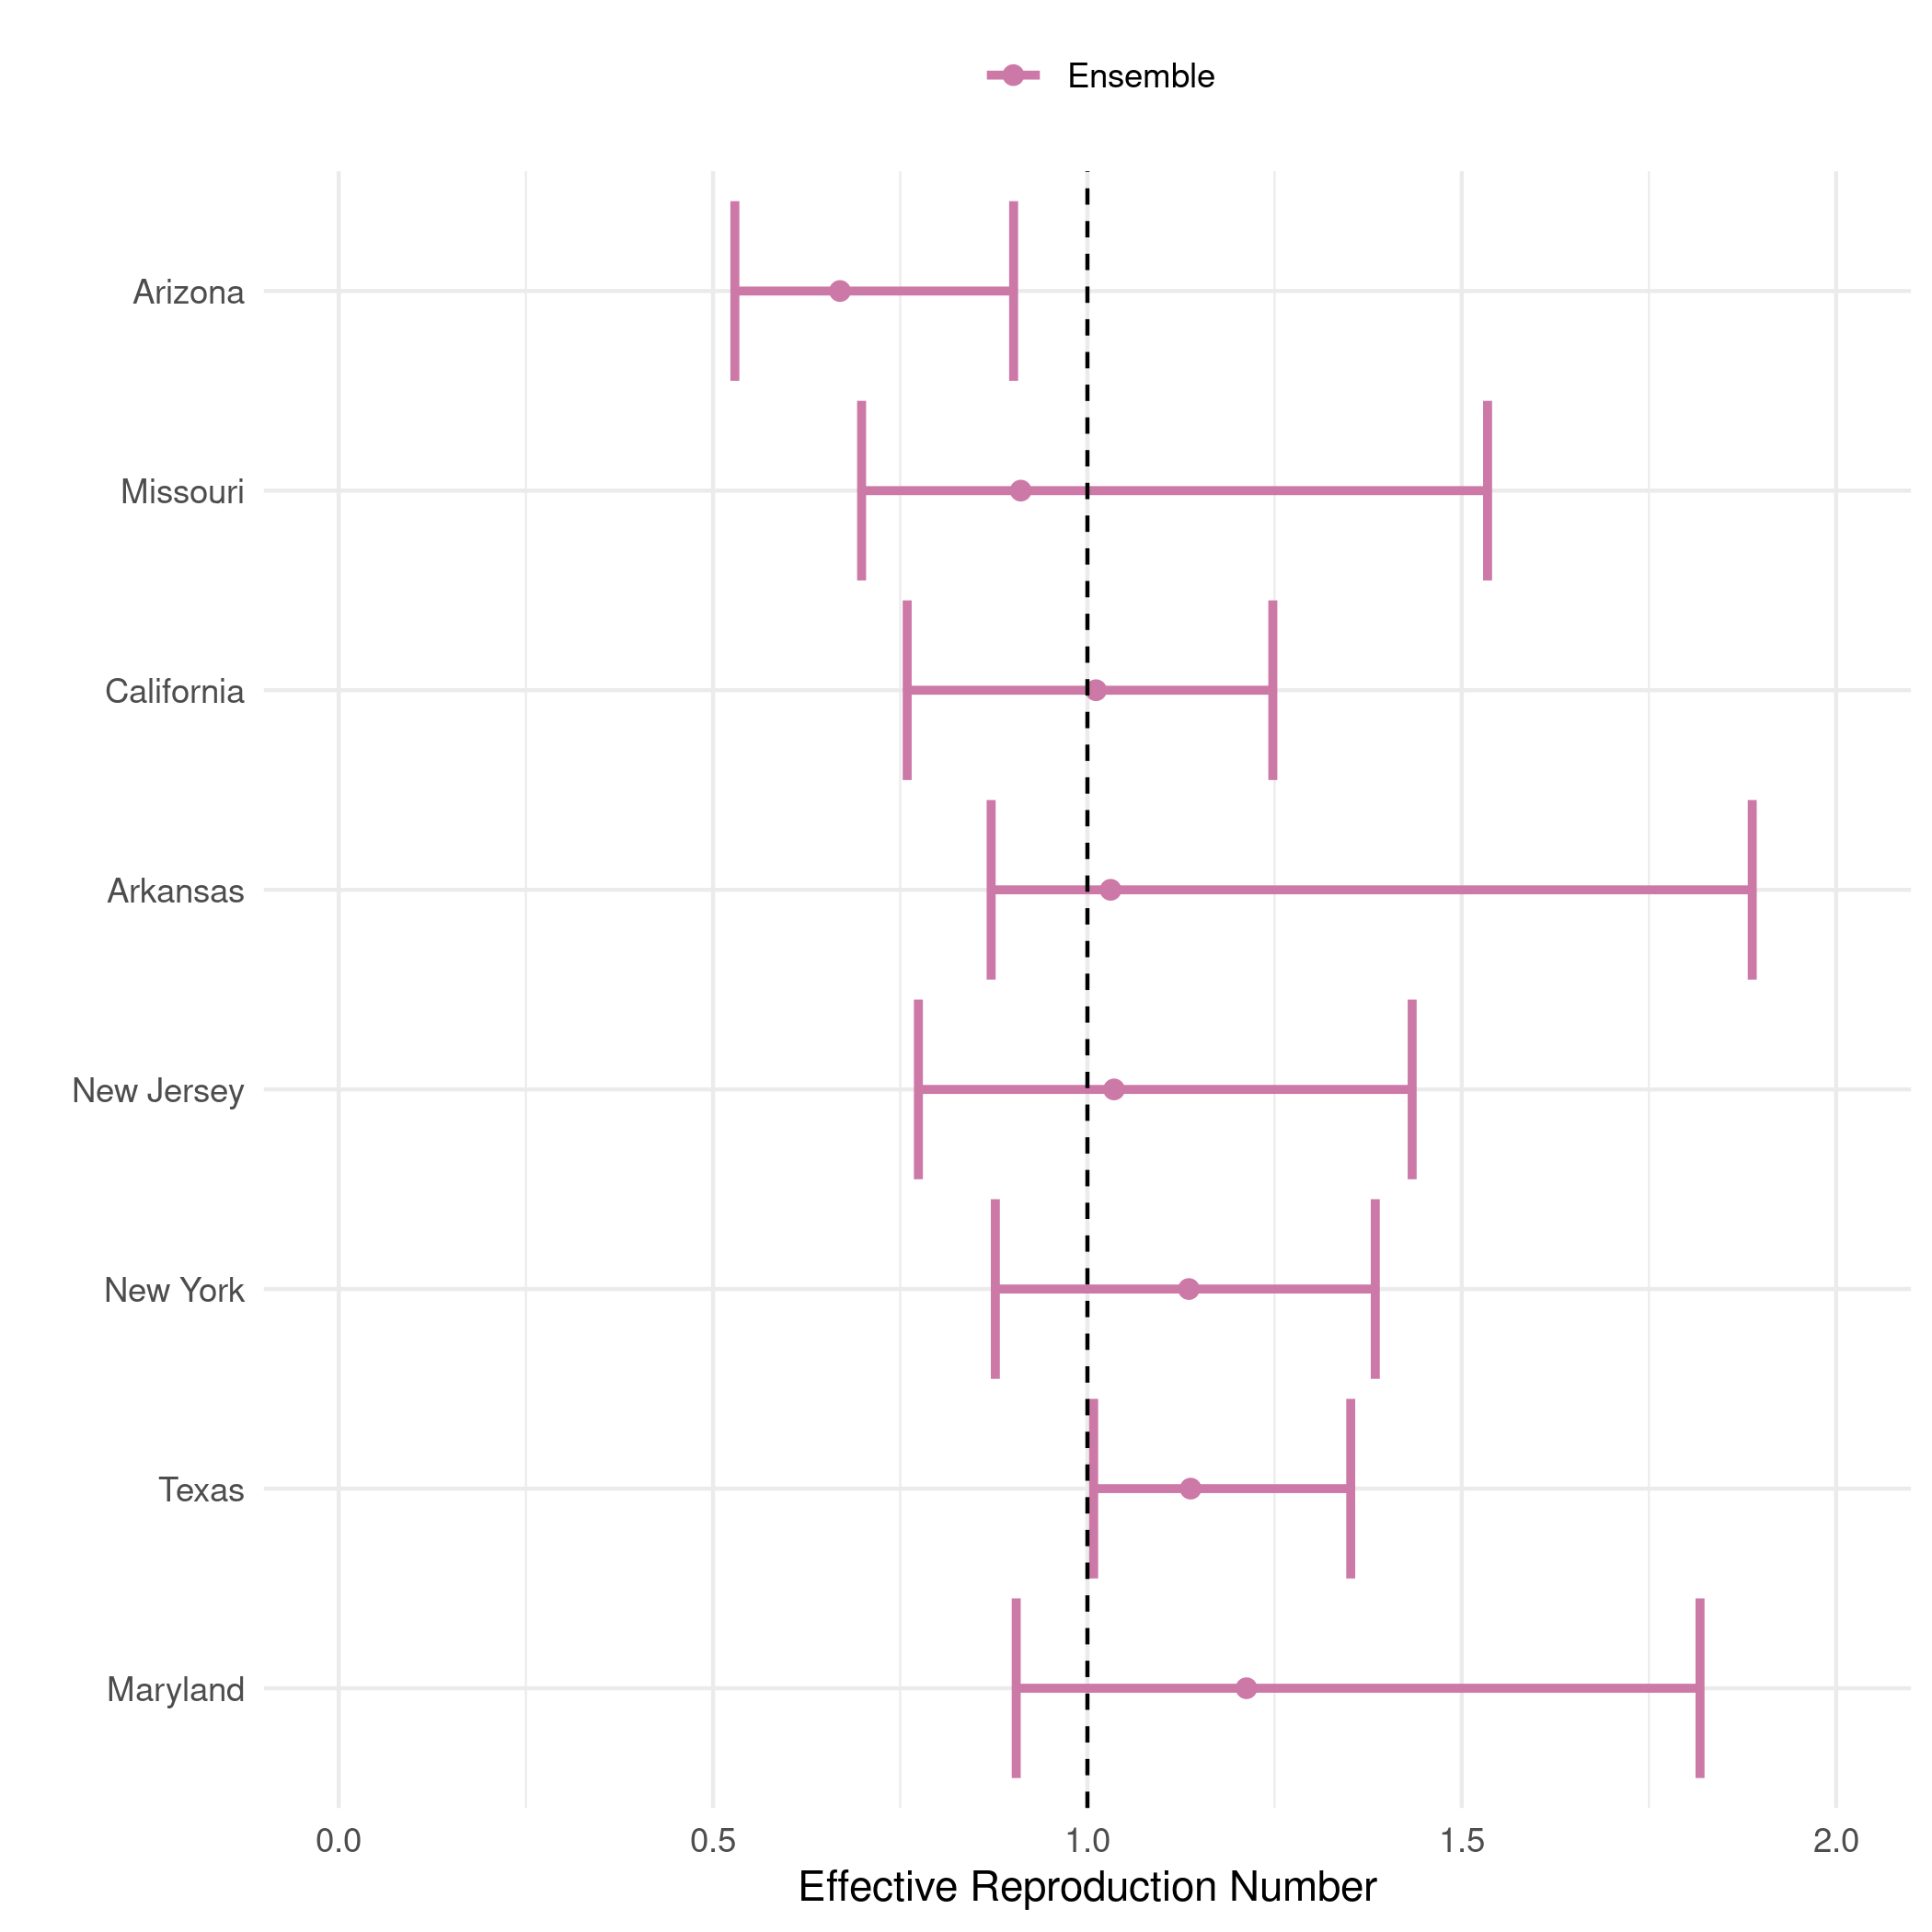 Ensemble
Arizona
Missouri
California
Arkansas
New Jersey
New York
Texas
Maryland
0.0 0.5 1.0 1.5 2.0
Effective Reproduction Number